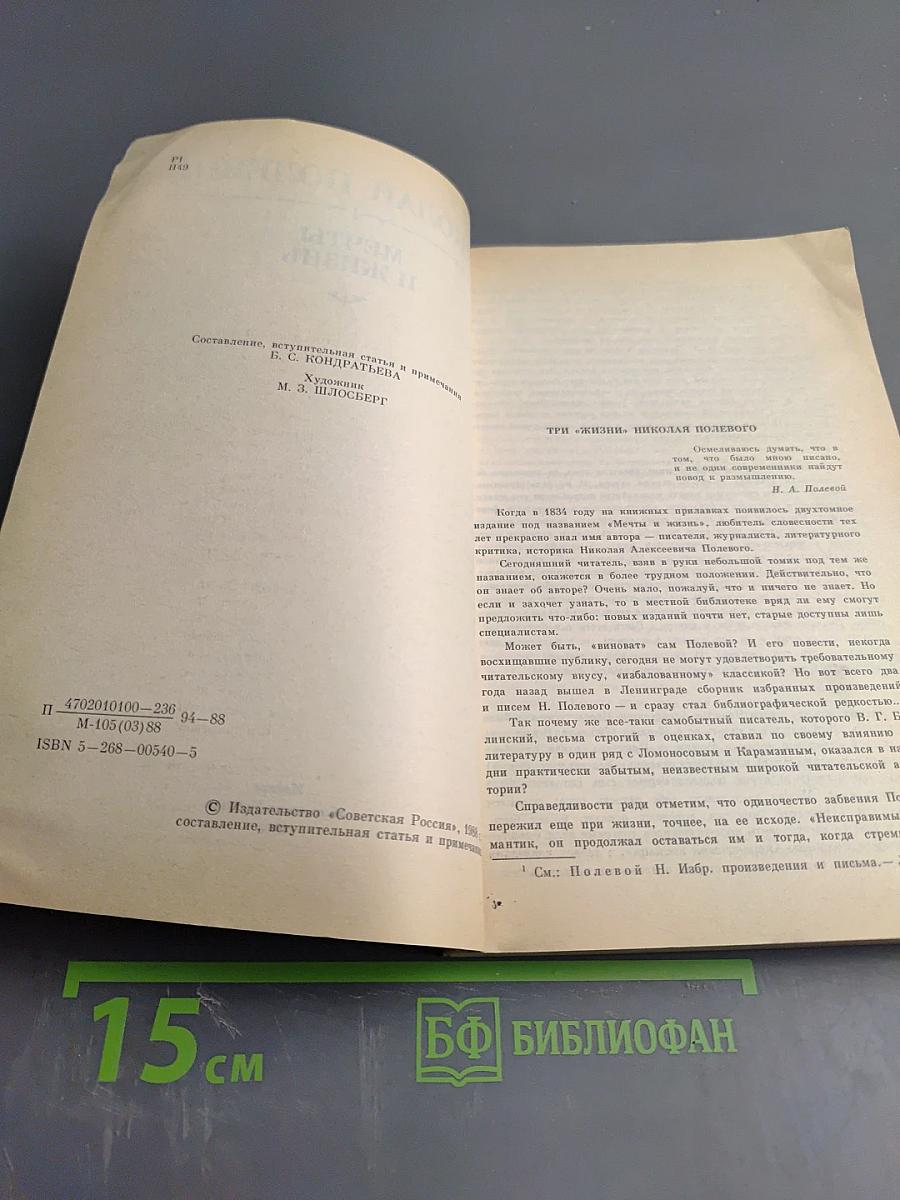 Р1
П49
Составление, вступительная статья и примечания
Б. С. КОНДРАТЬЕВА
Художник
М. З. ШЛОСБЕРГ
П 4702010100—236 94—88
М-105(03)88
ISBN 5—268—00540—5
© Издательство «Советская Россия», 1988
составление, вступительная статья и примечания
ТРИ «ЖИЗНИ» НИКОЛАЯ ПОЛЕВОГО
Осмеливаюсь думать, что в
том, что было мною писано,
и не одни современники найдут
повод к размышлению.
Н. А. Полевой
Когда в 1834 году на книжных прилавках появилось двухтомное
издание под названием «Мечты и жизнь», любитель словесности тех
лет прекрасно знал имя автора — писателя, журналиста, литературного
критика, историка Николая Алексеевича Полевого.
Сегодняшний читатель, взяв в руки небольшой томик под тем же
названием, окажется в более трудном положении. Действительно, что
он знает об авторе? Очень мало, пожалуй, что и ничего не знает. Но
если и захочет узнать, то в местной библиотеке вряд ли ему смогут
предложить что-либо: новых изданий почти нет, старые доступны лишь
специалистам.
Может быть, «виноват» сам Полевой? И его повести, некогда
восхищавшие публику, сегодня не могут удовлетворить требовательному
читательскому вкусу, «избалованному» классикой? Но вот всего два
года назад вышел в Ленинграде сборник избранных произведений
и писем Н. Полевого — и сразу стал библиографической редкостью..
Так почему же все-таки самобытный писатель, которого В. Г. Б
линский, весьма строгий в оценках, ставил по своему влиянию
литературу в один ряд с Ломоносовым и Карамзиным, оказался в на
дни практически забытым, неизвестным широкой читательской а
тории?
Справедливости ради отметим, что одиночество забвения По
пережил еще при жизни, точнее, на ее исходе. «Неисправимы
мантик, он продолжал оставаться им и тогда, когда стрем
1 См.: Полевой Н. Избр. произведения и письма.—
МЕЧТЫ
И ЖИЗНЬ
15 см
БФ БИБЛИОФАН